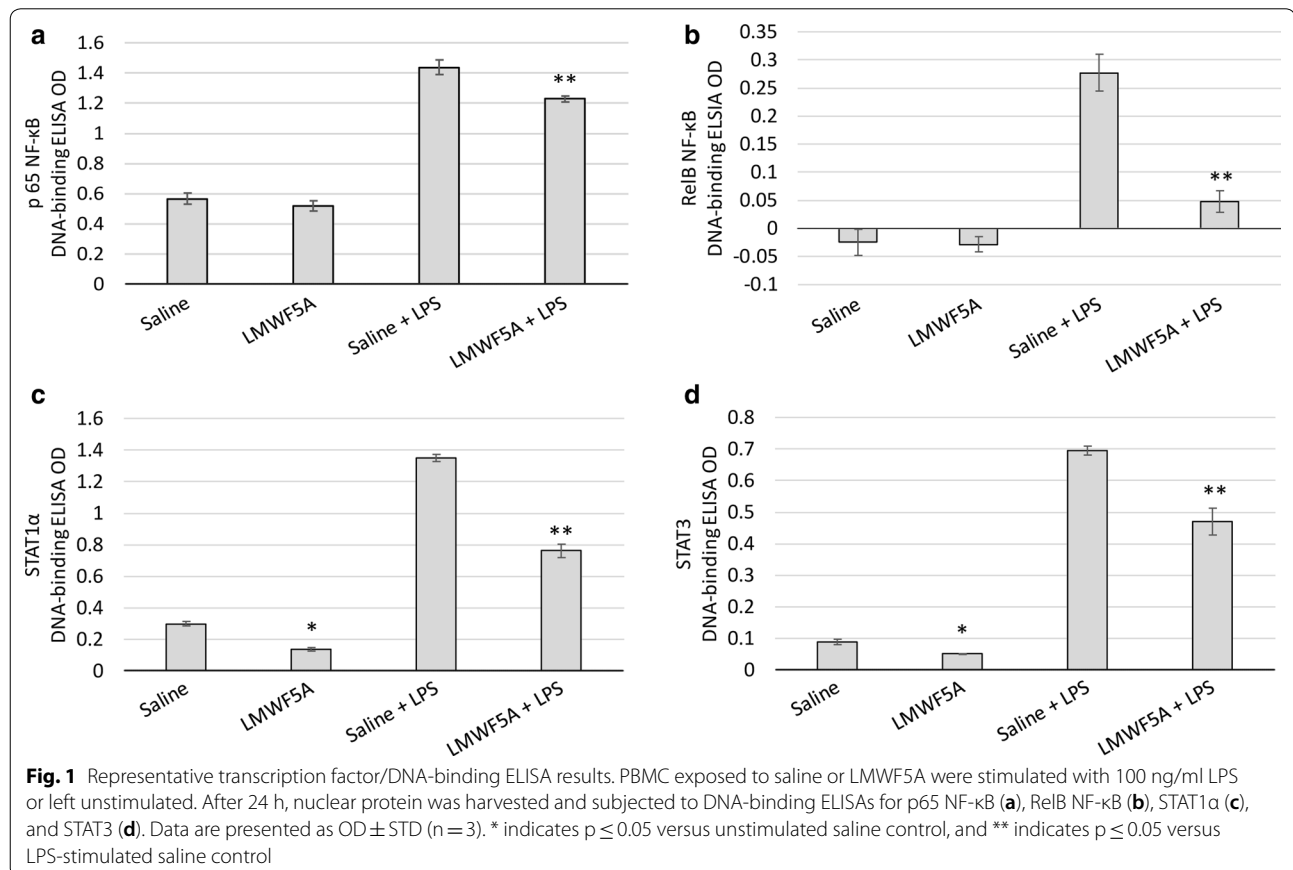 a
p 65 NF-κB
DNA-binding ELISA OD
1.6
1.4
1.2
1
0.8
0.6
0.4
0.2
0
**
Saline
LMWF5A
Saline + LPS
LMWF5A + LPS
b
RelB NF-κB
DNA-binding ELSIA OD
0.35
0.3
0.25
0.2
0.15
0.1
0.05
0
-0.05
-0.1
**
Saline
LMWF5A
Saline + LPS
LMWF5A + LPS
c
STAT1α
DNA-binding ELISA OD
1.6
1.4
1.2
1
0.8
0.6
0.4
0.2
0
*
**
Saline
LMWF5A
Saline + LPS
LMWF5A + LPS
d
STAT3
DNA-binding ELISA OD
0.8
0.7
0.6
0.5
0.4
0.3
0.2
0.1
0
*
**
Saline
LMWF5A
Saline + LPS
LMWF5A + LPS
Fig. 1 Representative transcription factor/DNA-binding ELISA results. PBMC exposed to saline or LMWF5A were stimulated with 100 ng/ml LPS
or left unstimulated. After 24 h, nuclear protein was harvested and subjected to DNA-binding ELISAs for p65 NF-κB (a), RelB NF-κB (b), STAT1α (c),
and STAT3 (d). Data are presented as OD ± STD (n = 3). * indicates p ≤ 0.05 versus unstimulated saline control, and ** indicates p ≤ 0.05 versus
LPS-stimulated saline control